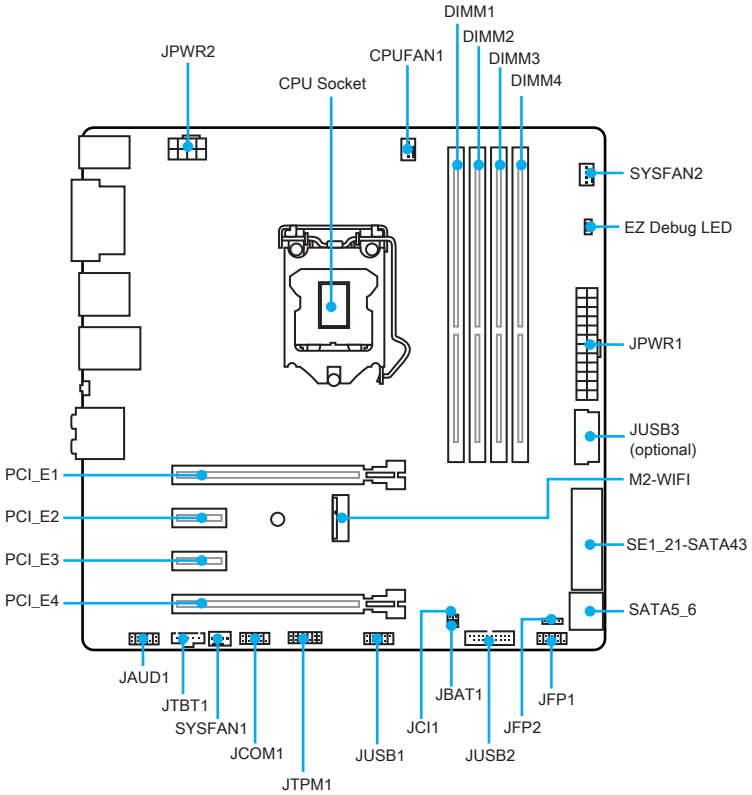 DIMM1
DIMM2
JPWR2
CPUFAN1
DIMM3
DIMM4
CPU Socket
SYSFAN2
EZ Debug LED
JPWR1
JUSB3
(optional)
PCI_E1
M2-WIFI
PCI_E2
SE1_21-SATA43
PCI_E3
PCI_E4
SATA5_6
JAUD1
JBAT1
JFP1
JTBT1
SYSFAN1
JCI1
JFP2
JCOM1
JUSB1
JUSB2
JTPM1